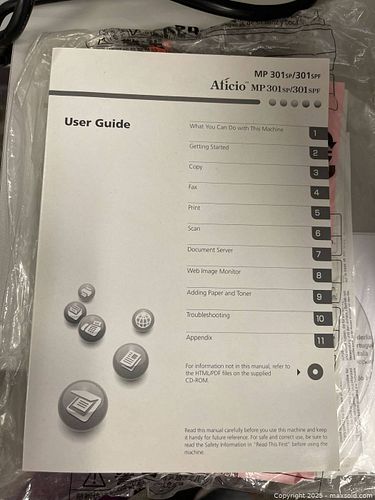 MP 301SP/301SPF
Aficio™ MP 301SP/301SPF
User Guide
What You Can Do with This Machine 1
Getting Started 2
Copy 3
Fax 4
Print 5
Scan 6
Document Server 7
Web Image Monitor 8
Adding Paper and Toner 9
Troubleshooting 10
Appendix 11
For information not in this manual, refer to
the HTML/PDF files on the supplied
CD-ROM.
Read this manual carefully before you use this machine and keep
it handy for future reference. For safe and correct use, be sure to
read the Safety Information in "Read This First" before using the
machine.
Copyright 2025 - maxsold.com